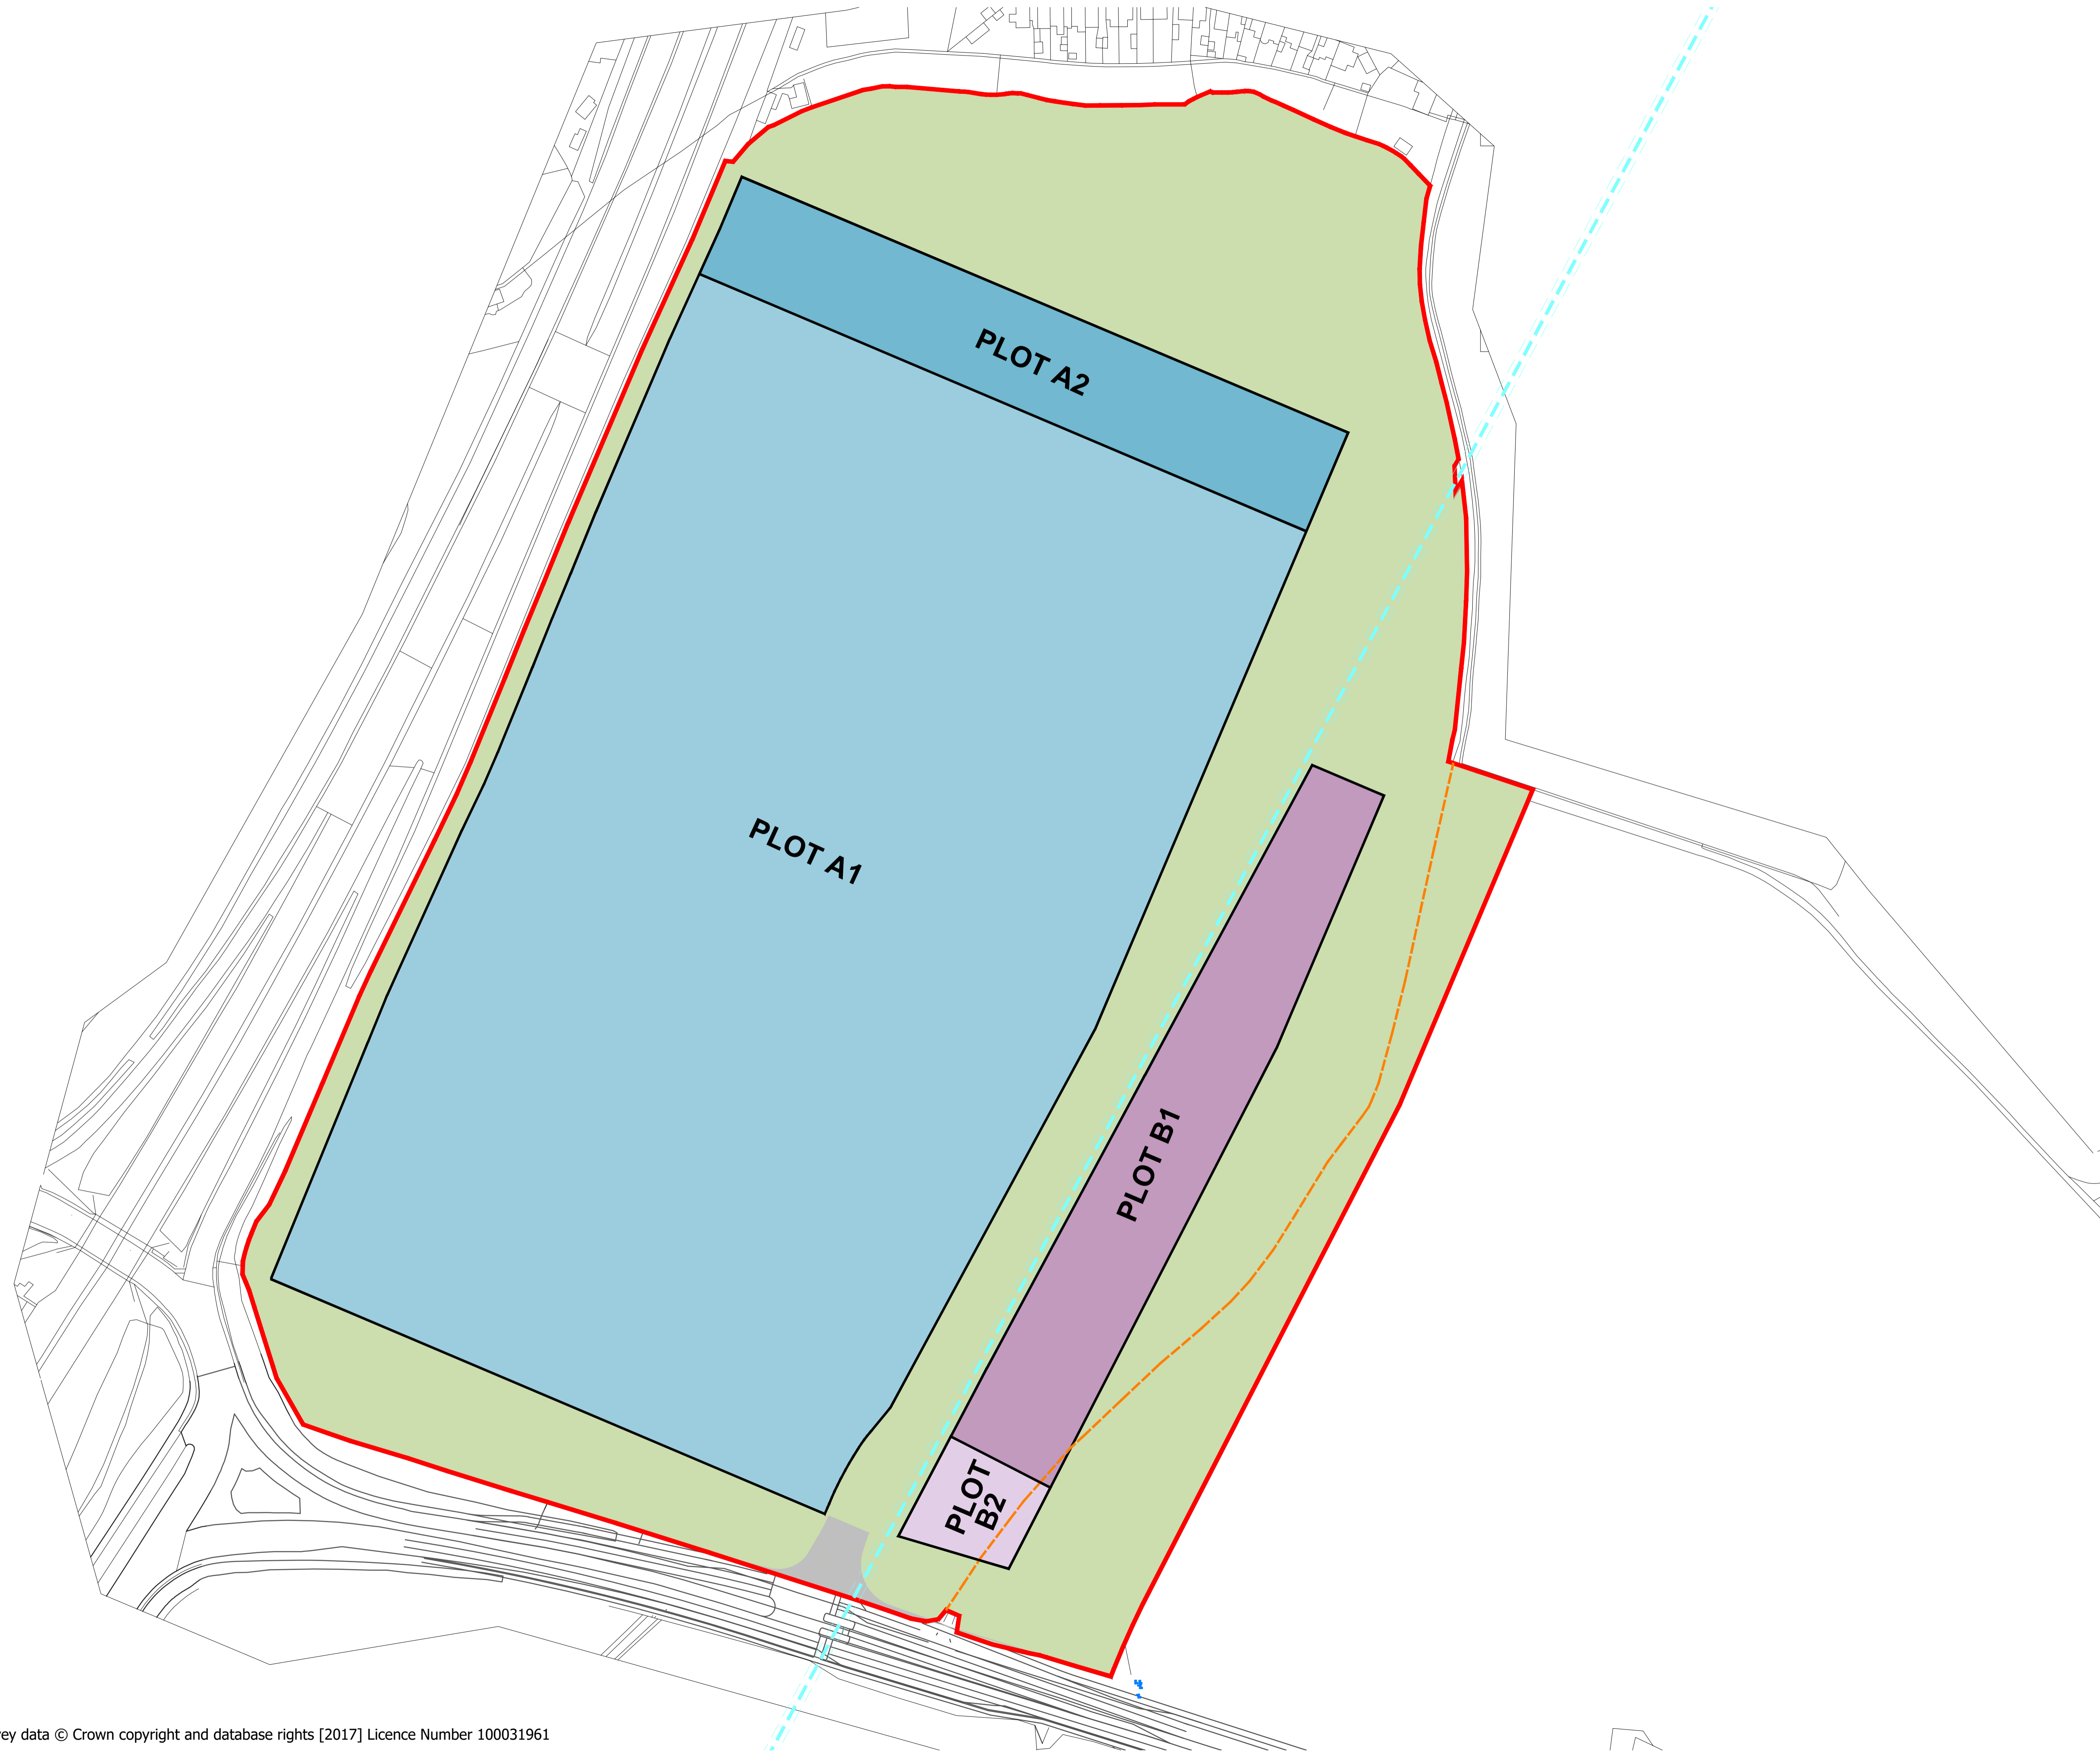 PLOT A2
PLOT A1
PLOT B1
PLOT
B2
ey data © Crown copyright and database rights [2017] Licence Number 100031961